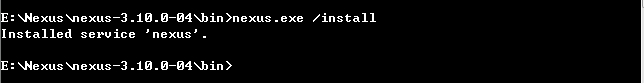 E:\Nexus\nexus-3.10.0-04\bin>nexus.exe /install
Installed service 'nexus'.
E:\Nexus\nexus-3.10.0-04\bin>